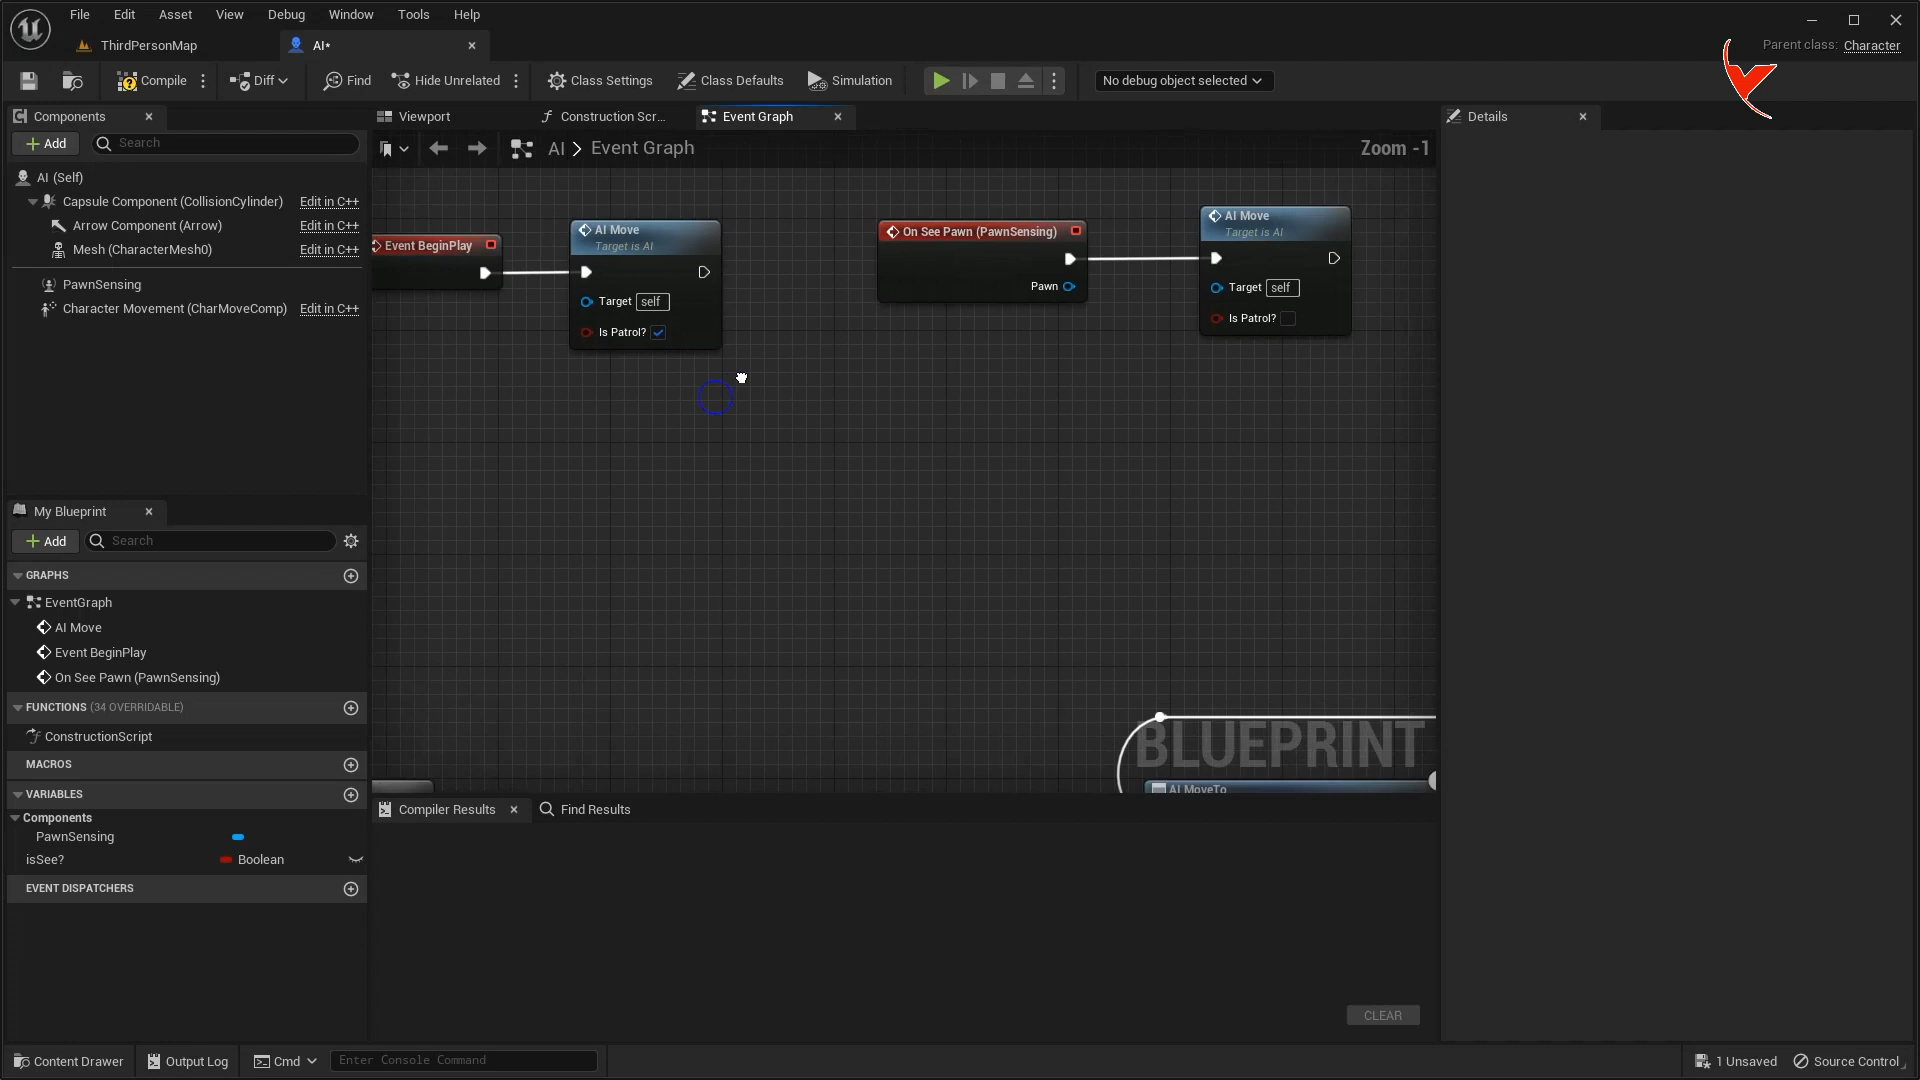 File Edit Asset View Debug Window Tools Help
ThirdPersonMap
AI*
Parent class: Character
Compile
Diff
Find
Hide Unrelated
Class Settings
Class Defaults
Simulation
No debug object selected
Components
Add
Search
AI (Self)
Capsule Component (CollisionCylinder) Edit in C++
Arrow Component (Arrow) Edit in C++
Mesh (CharacterMesh0) Edit in C++
PawnSensing
Character Movement (CharMoveComp) Edit in C++
My Blueprint
Add
Search
GRAPHS
EventGraph
AI Move
Event BeginPlay
On See Pawn (PawnSensing)
FUNCTIONS (34 OVERRIDABLE)
ConstructionScript
MACROS
VARIABLES
Components
PawnSensing
isSee? Boolean
EVENT DISPATCHERS
Viewport
Construction Scr...
Event Graph
AI > Event Graph
Zoom -1
Event BeginPlay
AI Move
Target is AI
Target self
Is Patrol?
On See Pawn (PawnSensing)
Pawn
AI Move
Target is AI
Target self
Is Patrol?
BLUEPRINT
AI MoveTo
Compiler Results
Find Results
CLEAR
Details
Content Drawer
Output Log
Cmd
Enter Console Command
1 Unsaved
Source Control